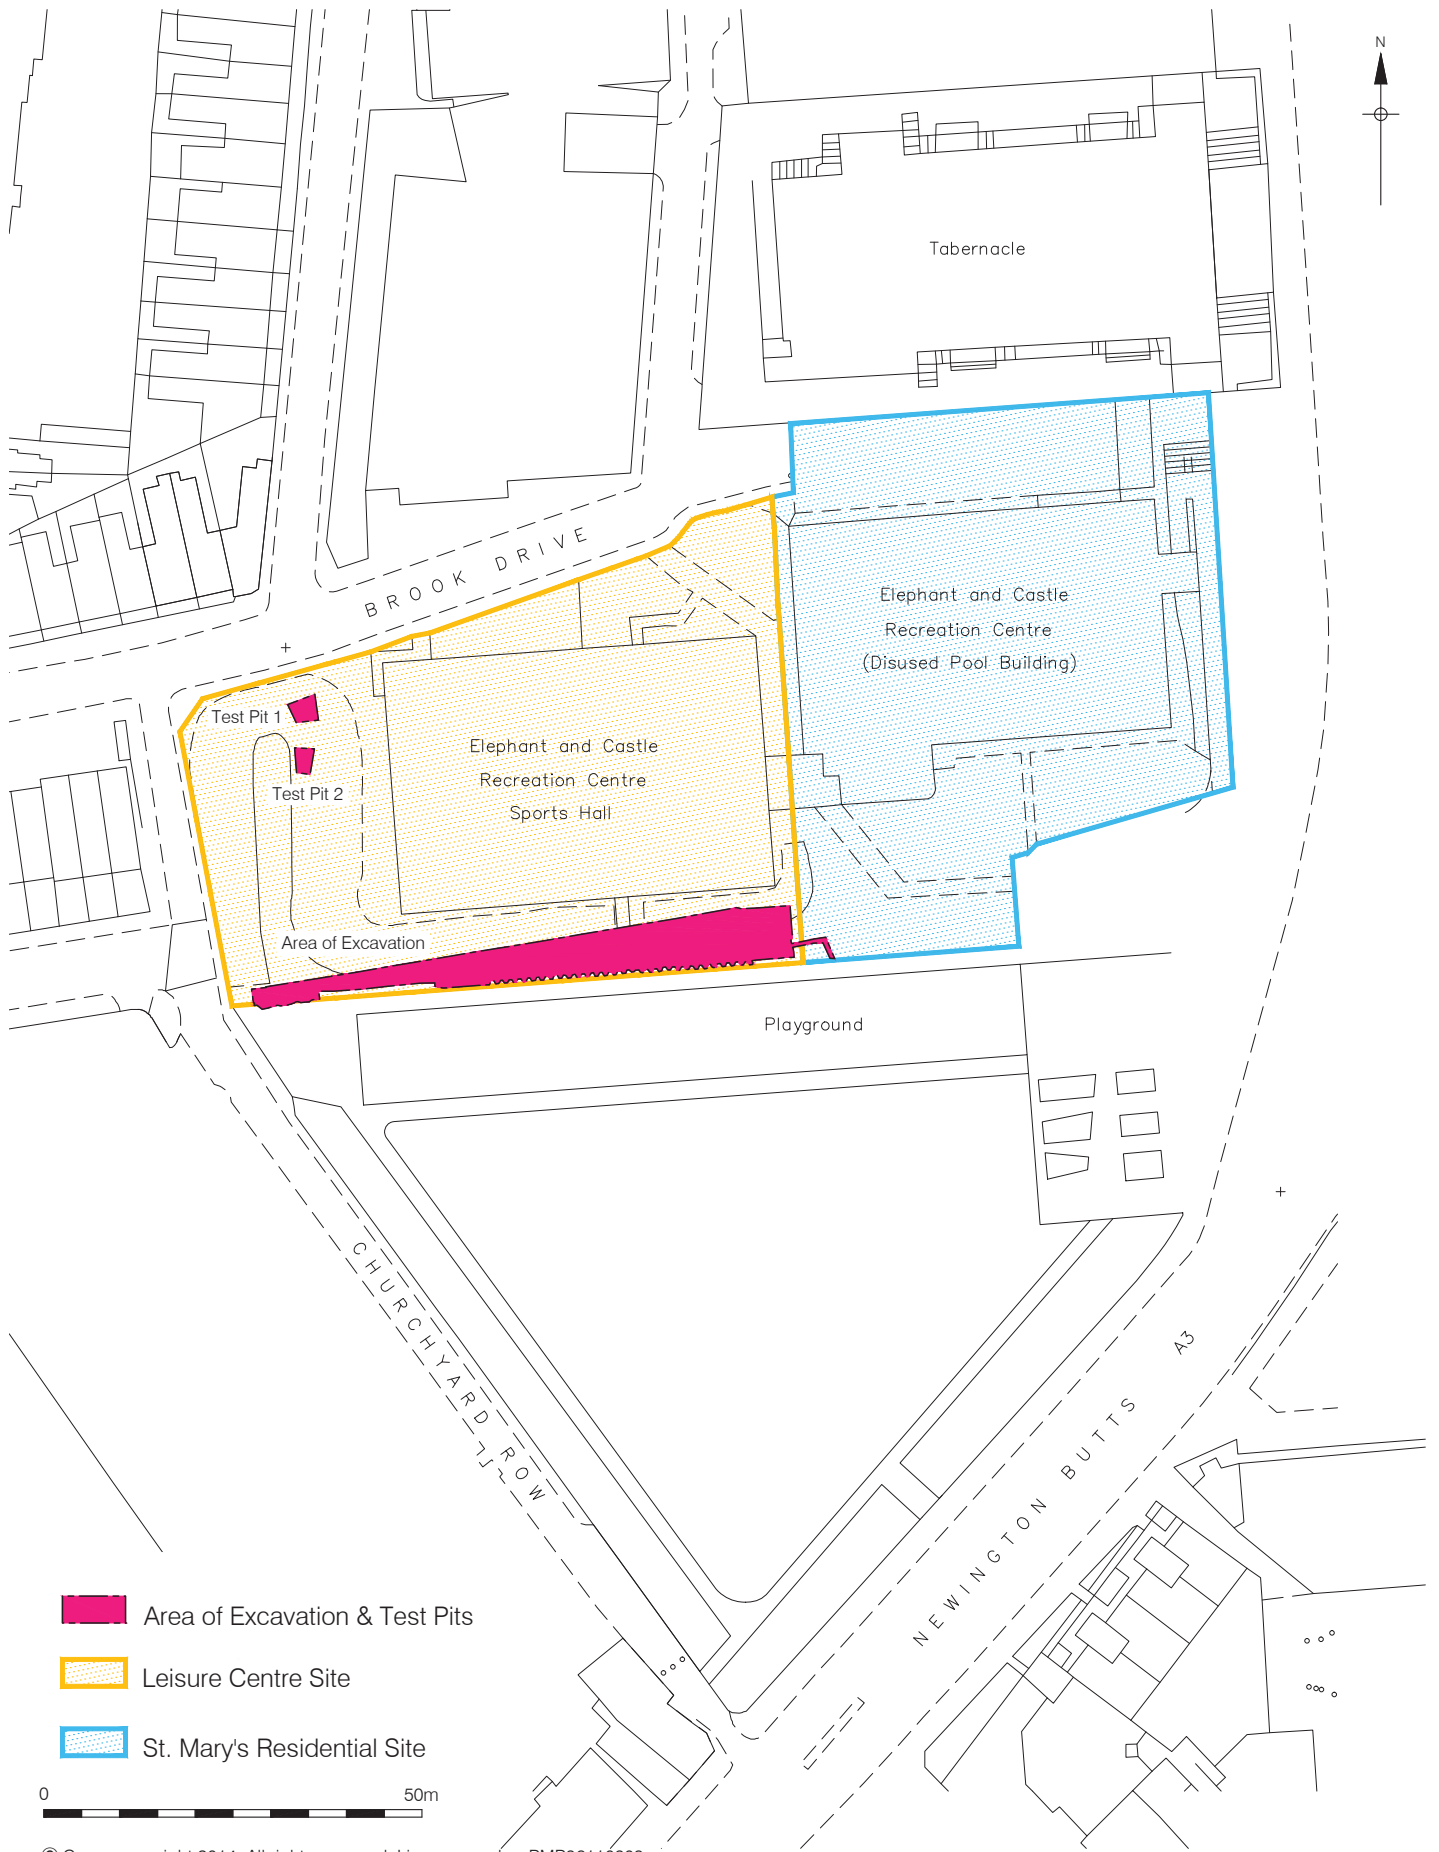 N
Tabernacle
BROOK DRIVE
Elephant and Castle
Recreation Centre
(Disused Pool Building)
Test Pit 1
Test Pit 2
Elephant and Castle
Recreation Centre
Sports Hall
Area of Excavation
Playground
CHURCHYARD ROW
A3
NEWINGTON BUTTS
Area of Excavation & Test Pits
Leisure Centre Site
St. Mary's Residential Site
0 50m